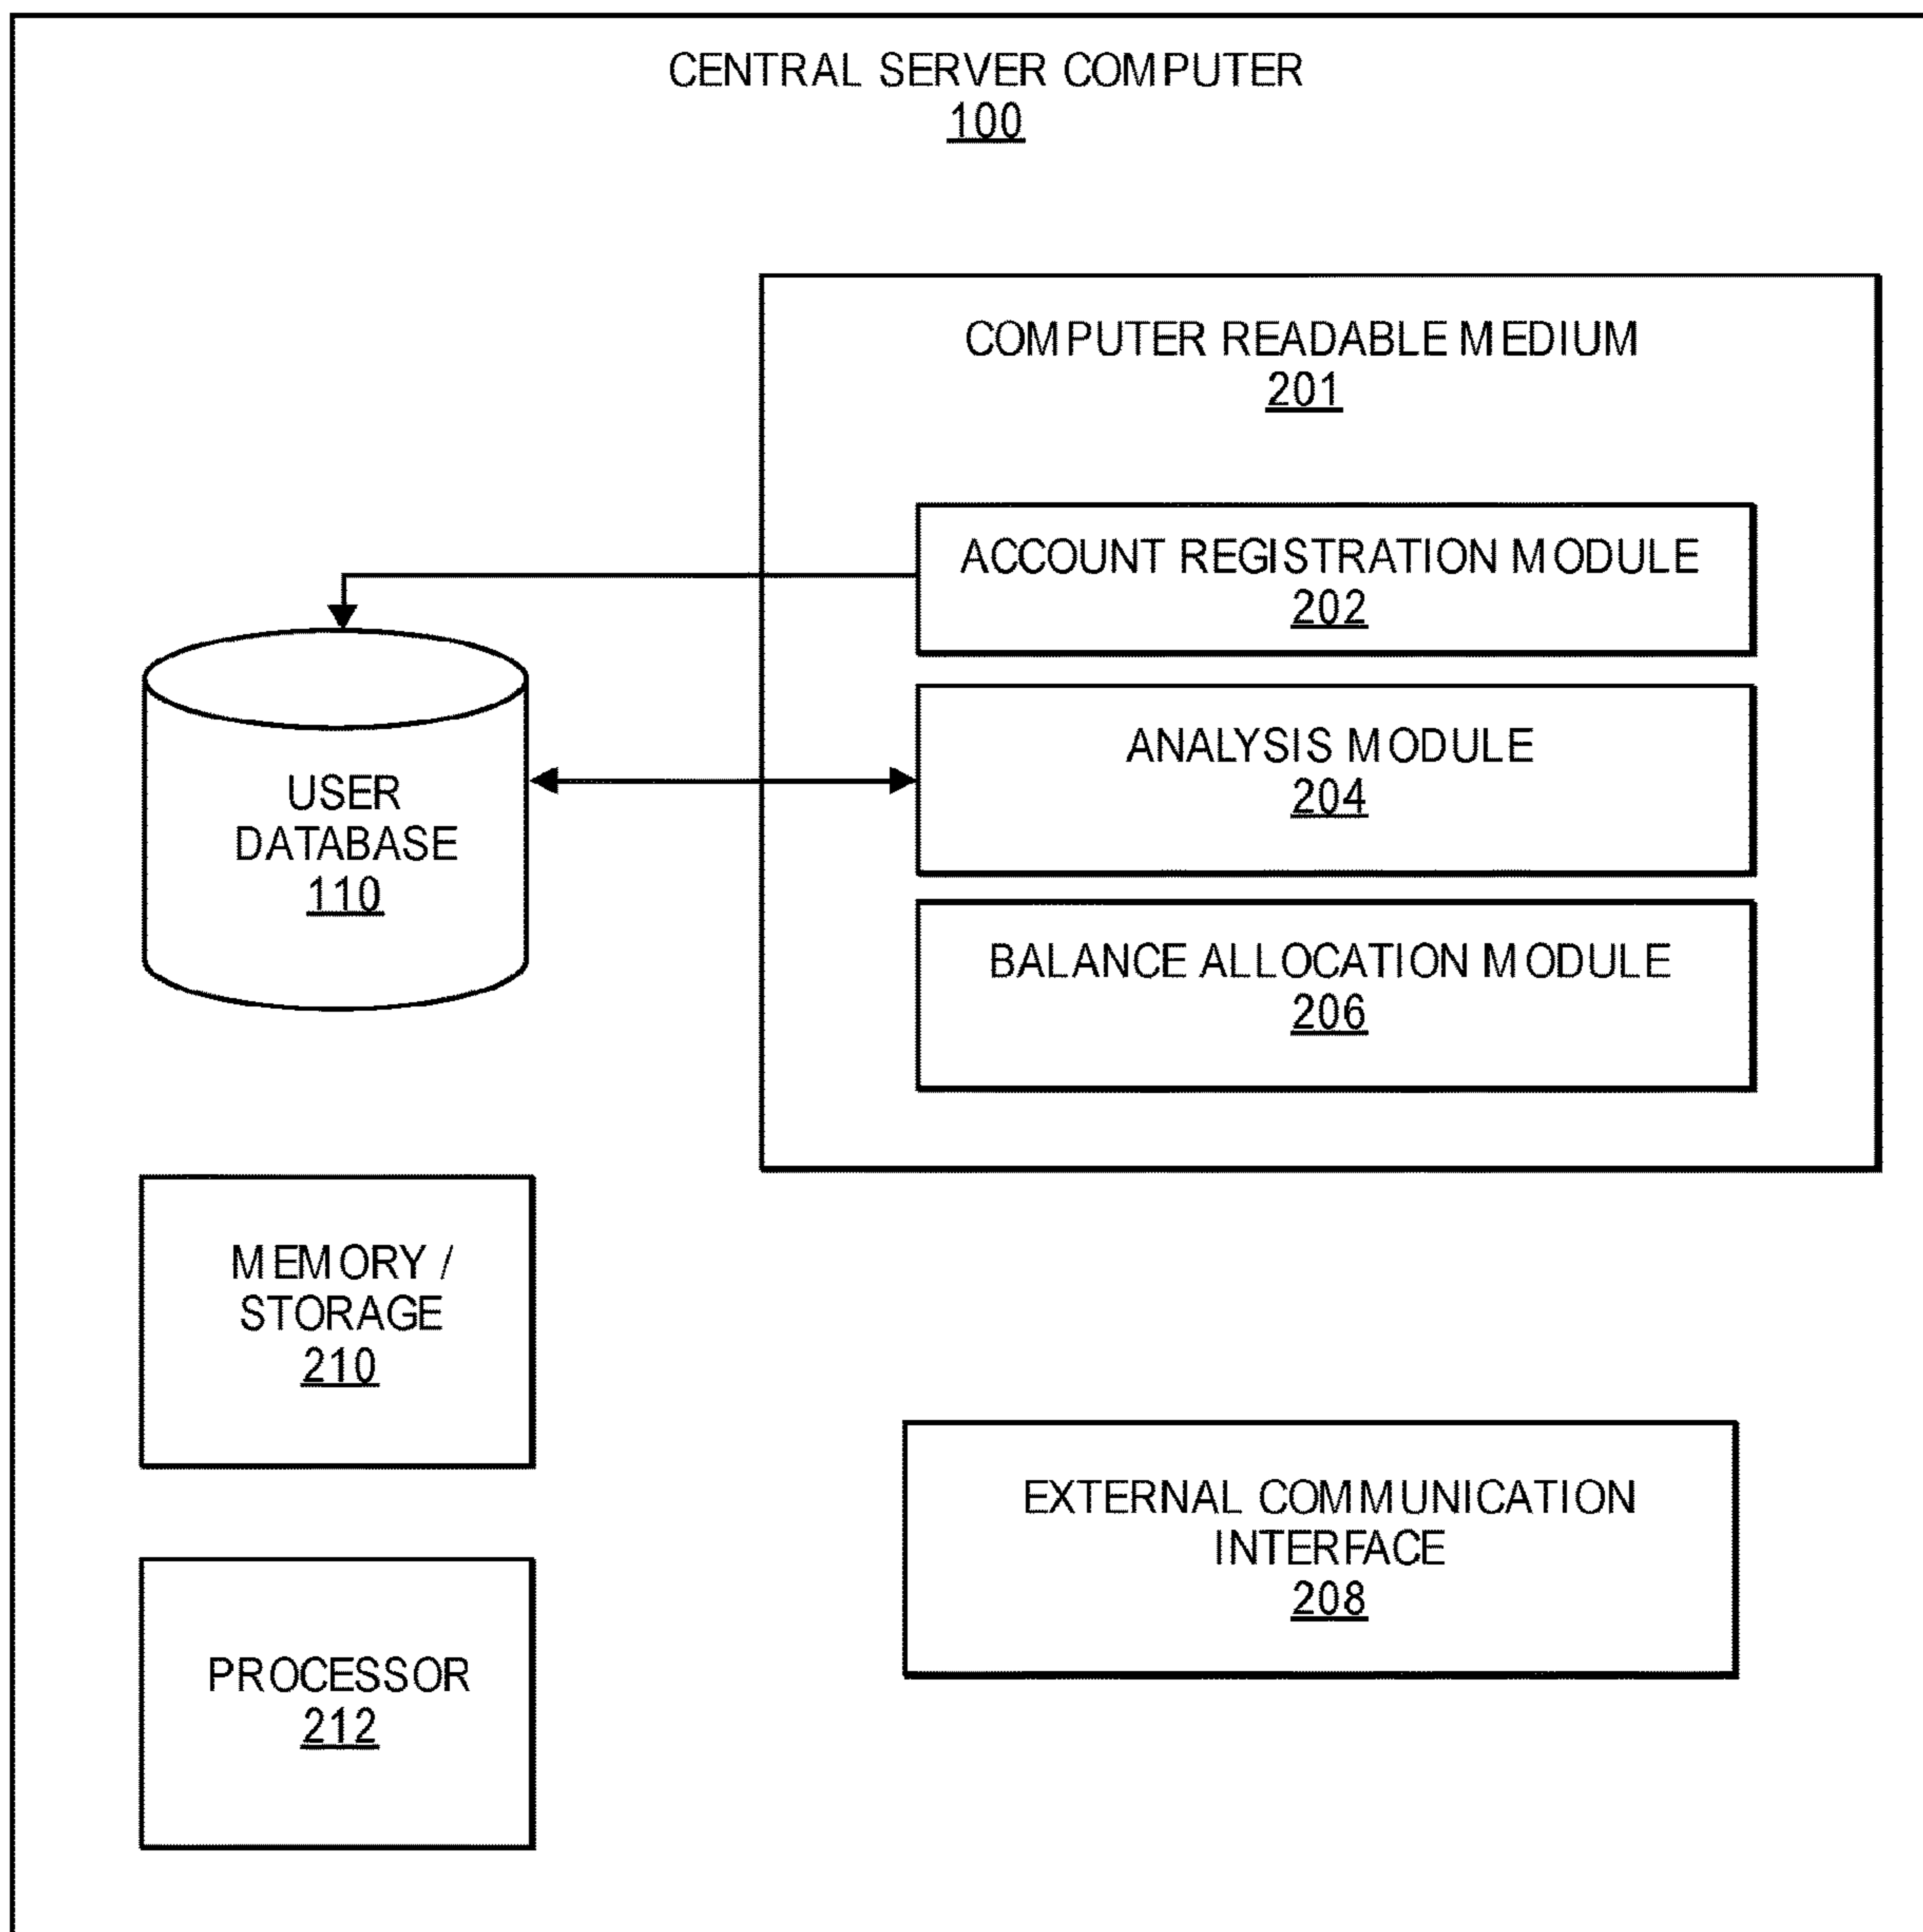 CENTRAL SERVER COMPUTER
100
COMPUTER READABLE MEDIUM
201
ACCOUNT REGISTRATION MODULE
202
ANALYSIS MODULE
204
BALANCE ALLOCATION MODULE
206
USER
DATABASE
110
MEMORY /
STORAGE
210
EXTERNAL COMMUNICATION
INTERFACE
208
PROCESSOR
212